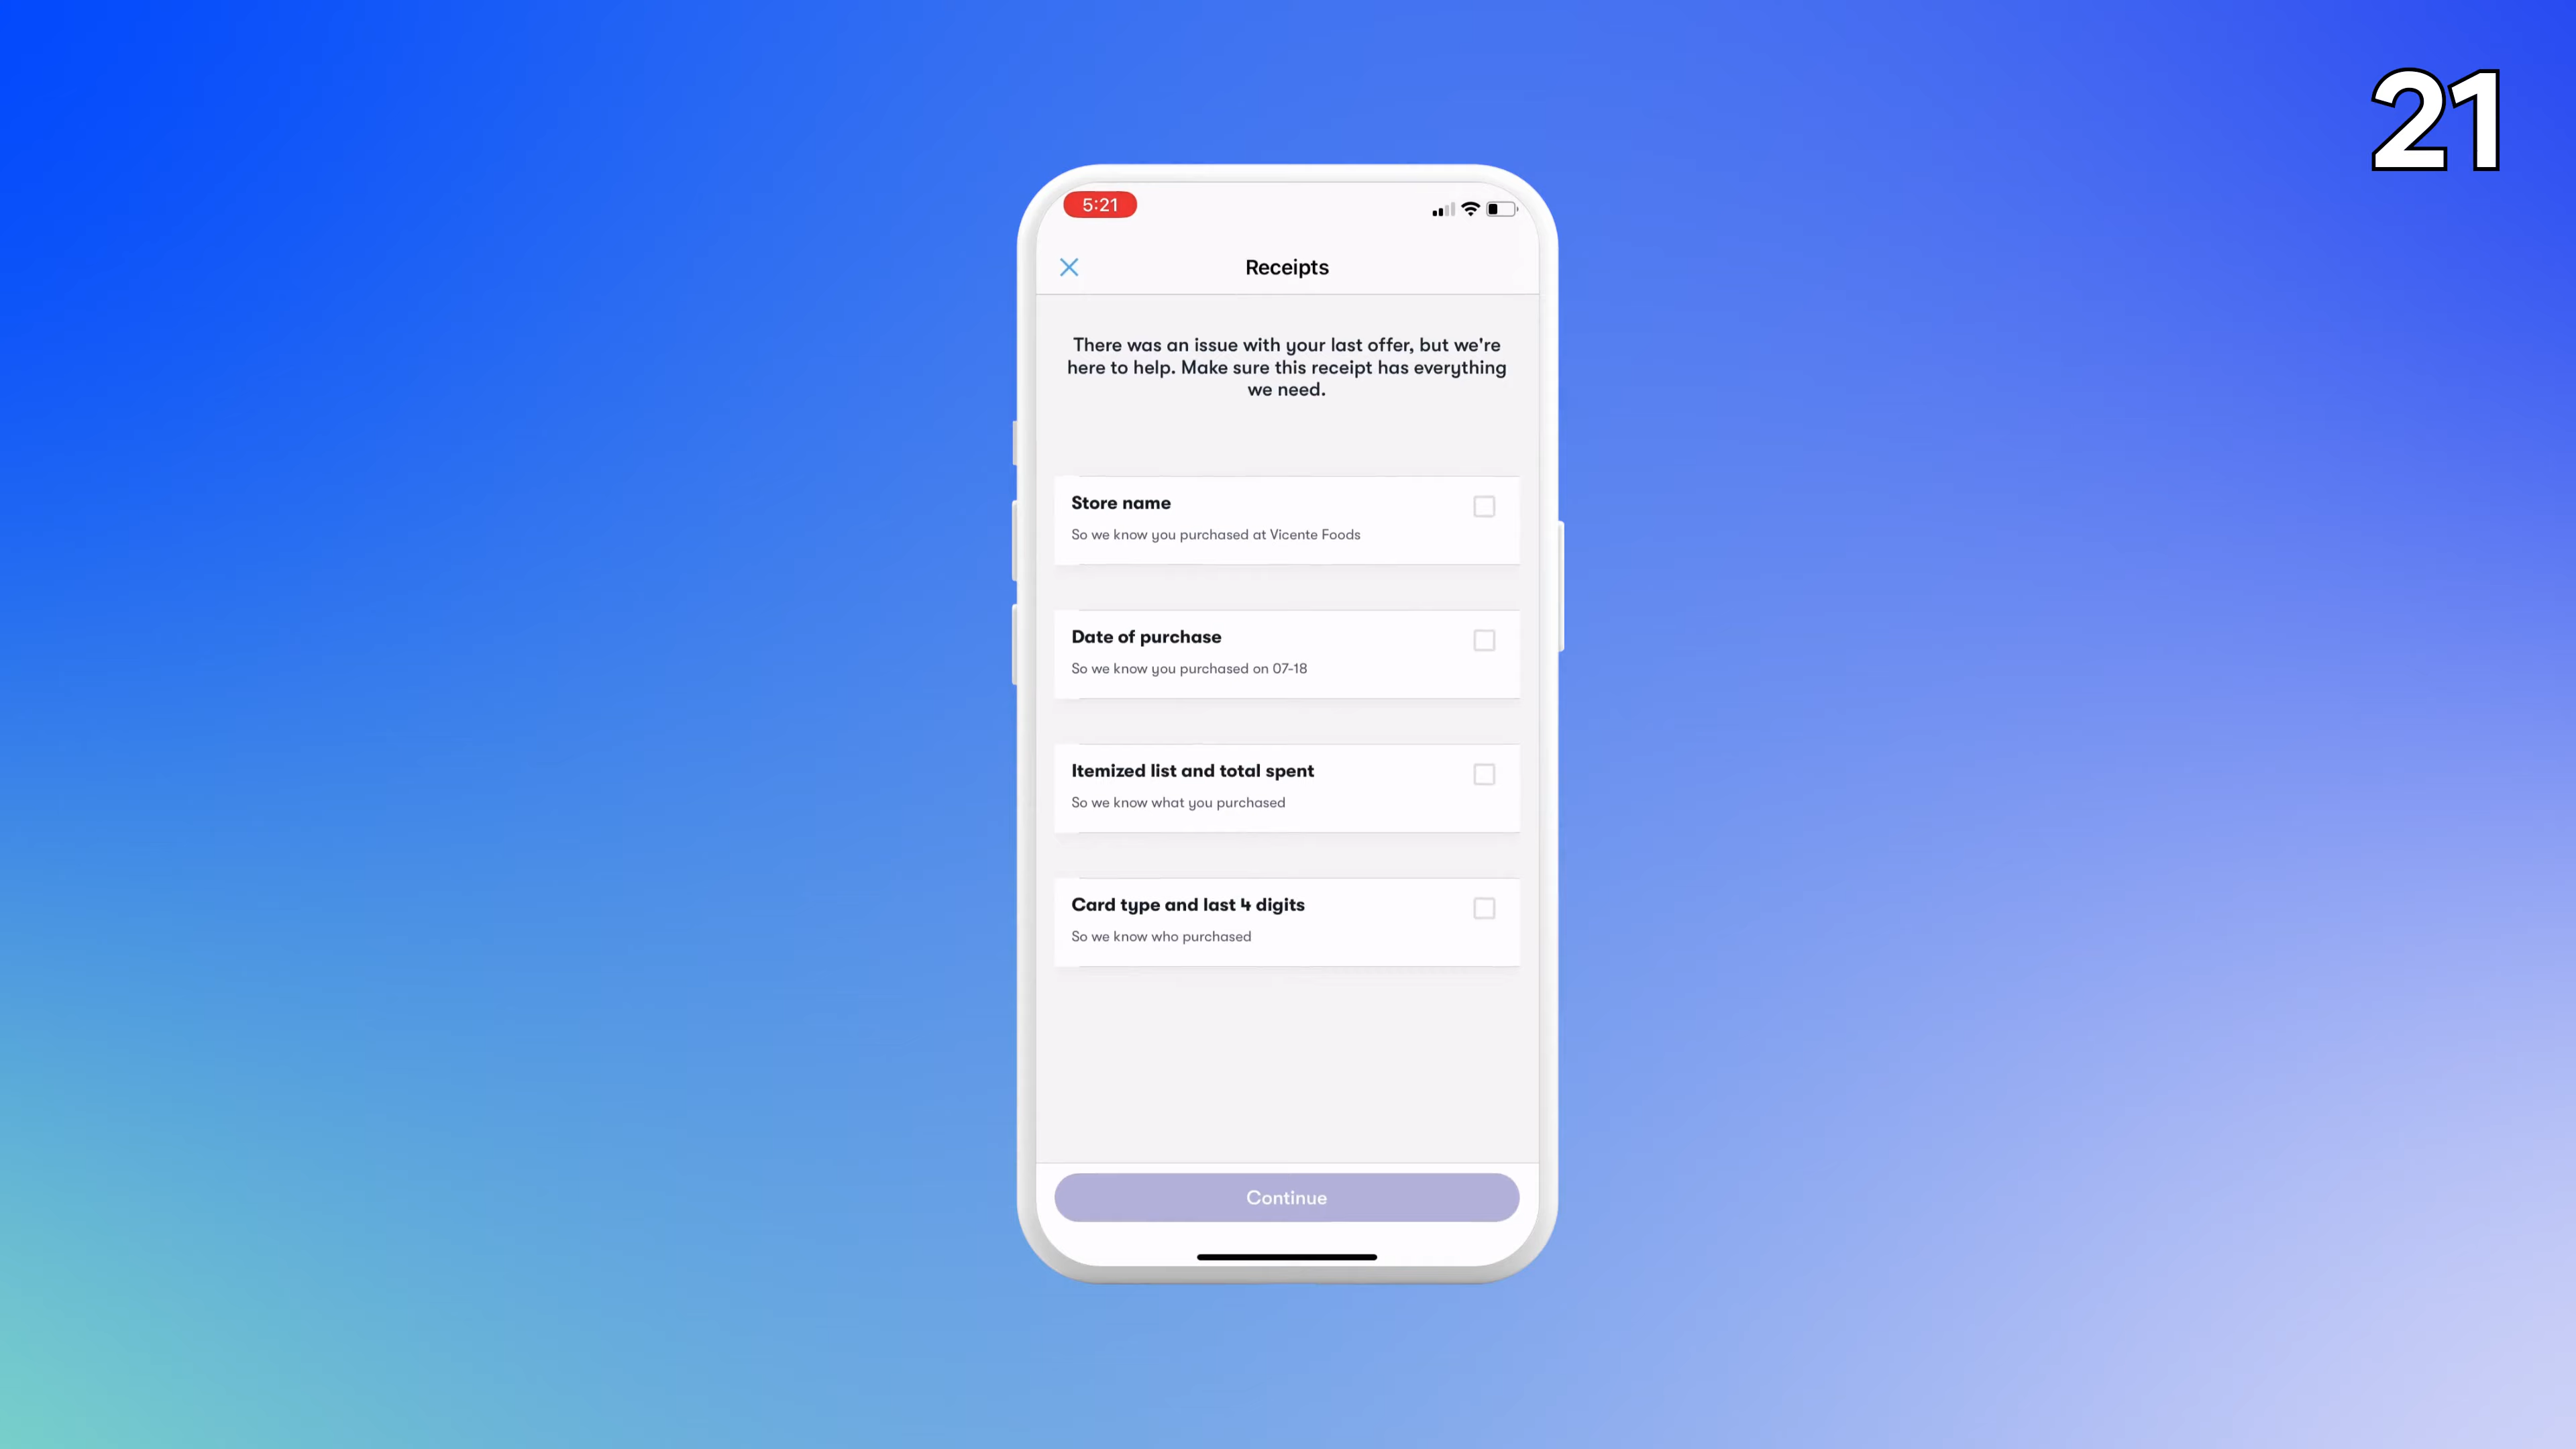 21
5:21
Receipts
There was an issue with your last offer, but we're
here to help. Make sure this receipt has everything
we need.
Store name
So we know you purchased at Vicente Foods
Date of purchase
So we know you purchased on 07-18
Itemized list and total spent
So we know what you purchased
Card type and last 4 digits
So we know who purchased
Continue